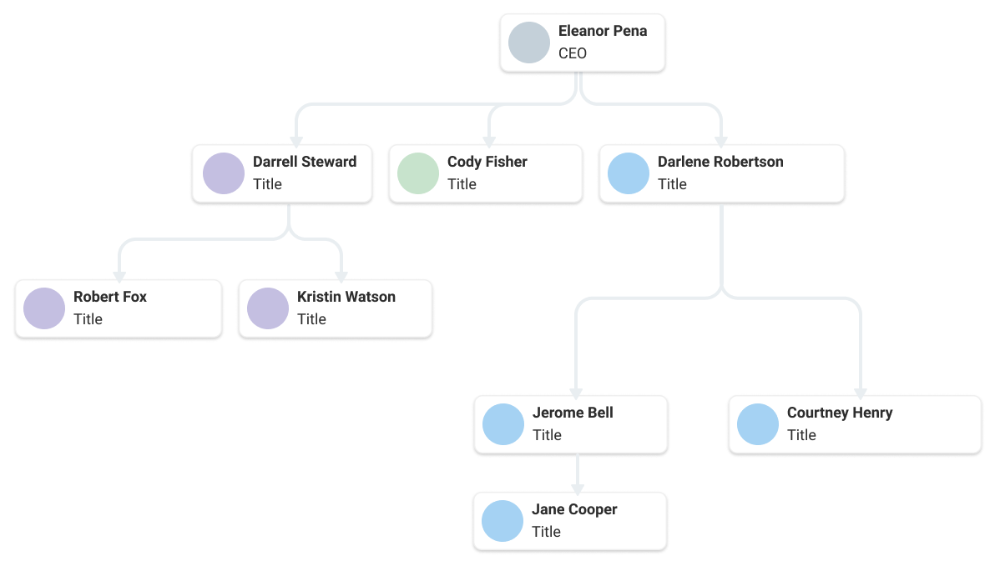 Eleanor Pena
CEO
Darrell Steward
Title
Cody Fisher
Title
Darlene Robertson
Title
Robert Fox
Title
Kristin Watson
Title
Jerome Bell
Title
Courtney Henry
Title
Jane Cooper
Title